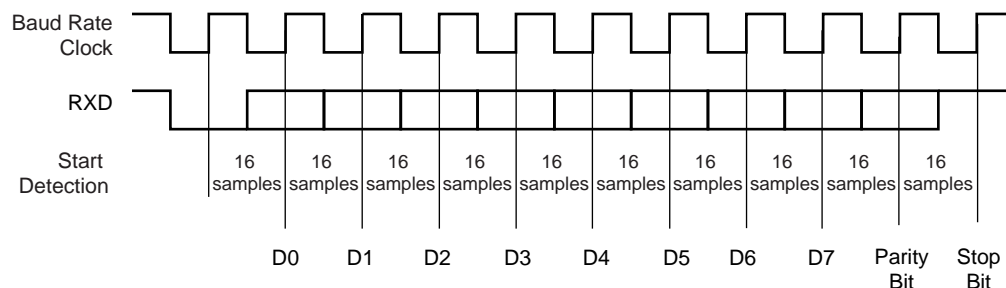 Baud Rate
Clock
RXD
Start
Detection
16 16 16 16 16 16 16 16 16 16
samples samples samples samples samples samples samples samples samples samples
D0 D1 D2 D3 D4 D5 D6 D7 Parity Stop
Bit Bit